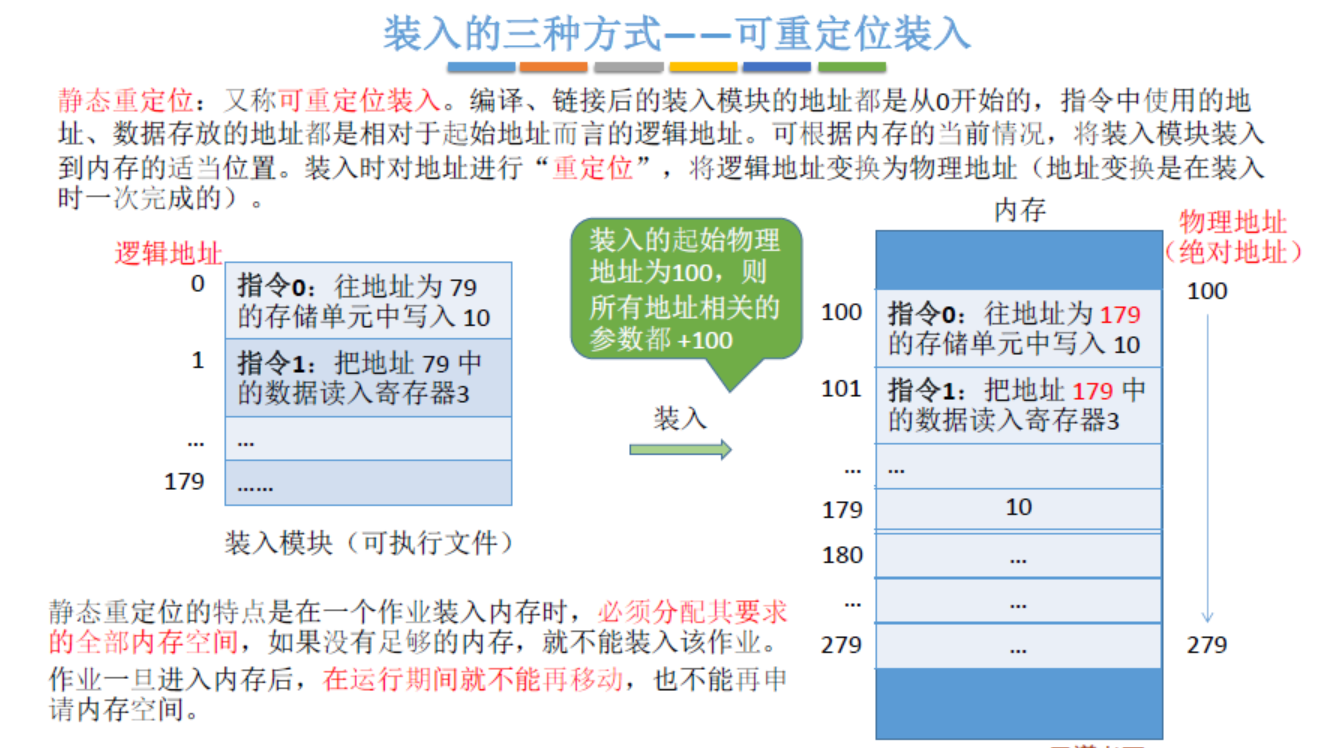 装入的三种方式——可重定位装入
静态重定位：又称可重定位装入。编译、链接后的装入模块的地址都是从0开始的，指令中使用的地
址、数据存放的地址都是相对于起始地址而言的逻辑地址。可根据内存的当前情况，将装入模块装入
到内存的适当位置。装入时对地址进行“重定位”，将逻辑地址变换为物理地址（地址变换是在装入
时一次完成的）。
逻辑地址
0
指令0：往地址为 79
的存储单元中写入 10
1
指令1：把地址 79 中
的数据读入寄存器3
...
...
179
......
装入模块（可执行文件）
装入的起始物理
地址为100，则
所有地址相关的
参数都 +100
装入
内存
物理地址
（绝对地址）
100
100
指令0：往地址为 179
的存储单元中写入 10
101
指令1：把地址 179 中
的数据读入寄存器3
...
...
179
10
180
...
...
...
279
...
279
静态重定位的特点是在一个作业装入内存时，必须分配其要求
的全部内存空间，如果没有足够的内存，就不能装入该作业。
作业一旦进入内存后，在运行期间就不能再移动，也不能再申
请内存空间。